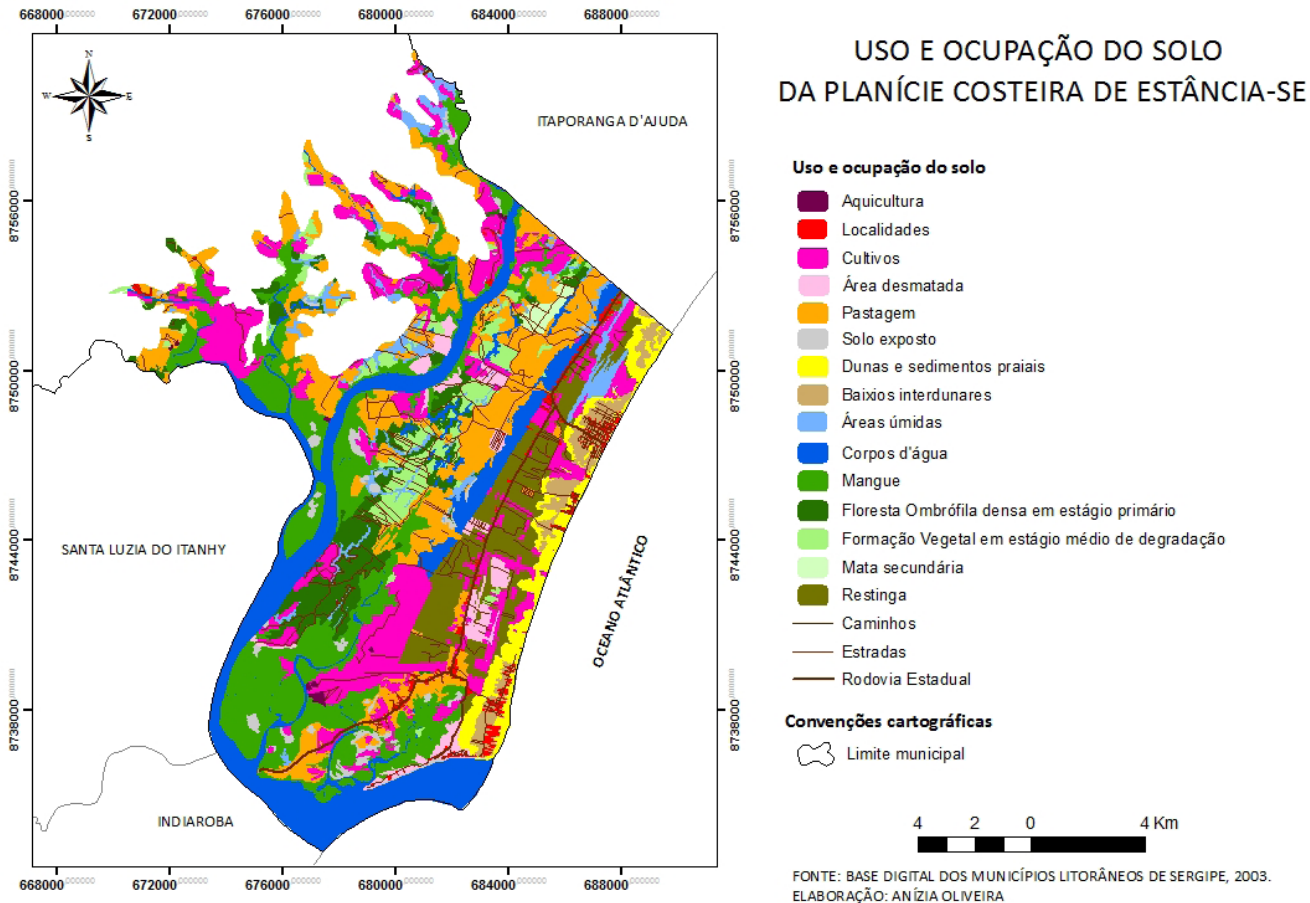 668000 672000 676000 680000 684000 688000
USO E OCUPAÇÃO DO SOLO
DA PLANÍCIE COSTEIRA DE ESTÂNCIA-SE
N
W E
S
ITAPORANGA D'AJUDA
8756000
8750000
8744000
8738000
8756000
8750000
8744000
8738000
SANTA LUZIA DO ITANHY
OCEANO ATLÂNTICO
INDIAROBA
668000 672000 676000 680000 684000 688000
Uso e ocupação do solo
Aquicultura
Localidades
Cultivos
Área desmatada
Pastagem
Solo exposto
Dunas e sedimentos praiais
Baixios interdunares
Áreas úmidas
Corpos d'água
Mangue
Floresta Ombrófila densa em estágio primário
Formação Vegetal em estágio médio de degradação
Mata secundária
Restinga
Caminhos
Estradas
Rodovia Estadual
Convenções cartográficas
Limite municipal
4 2 0 4 Km
FONTE: BASE DIGITAL DOS MUNICÍPIOS LITORÂNEOS DE SERGIPE, 2003.
ELABORAÇÃO: ANÍZIA OLIVEIRA